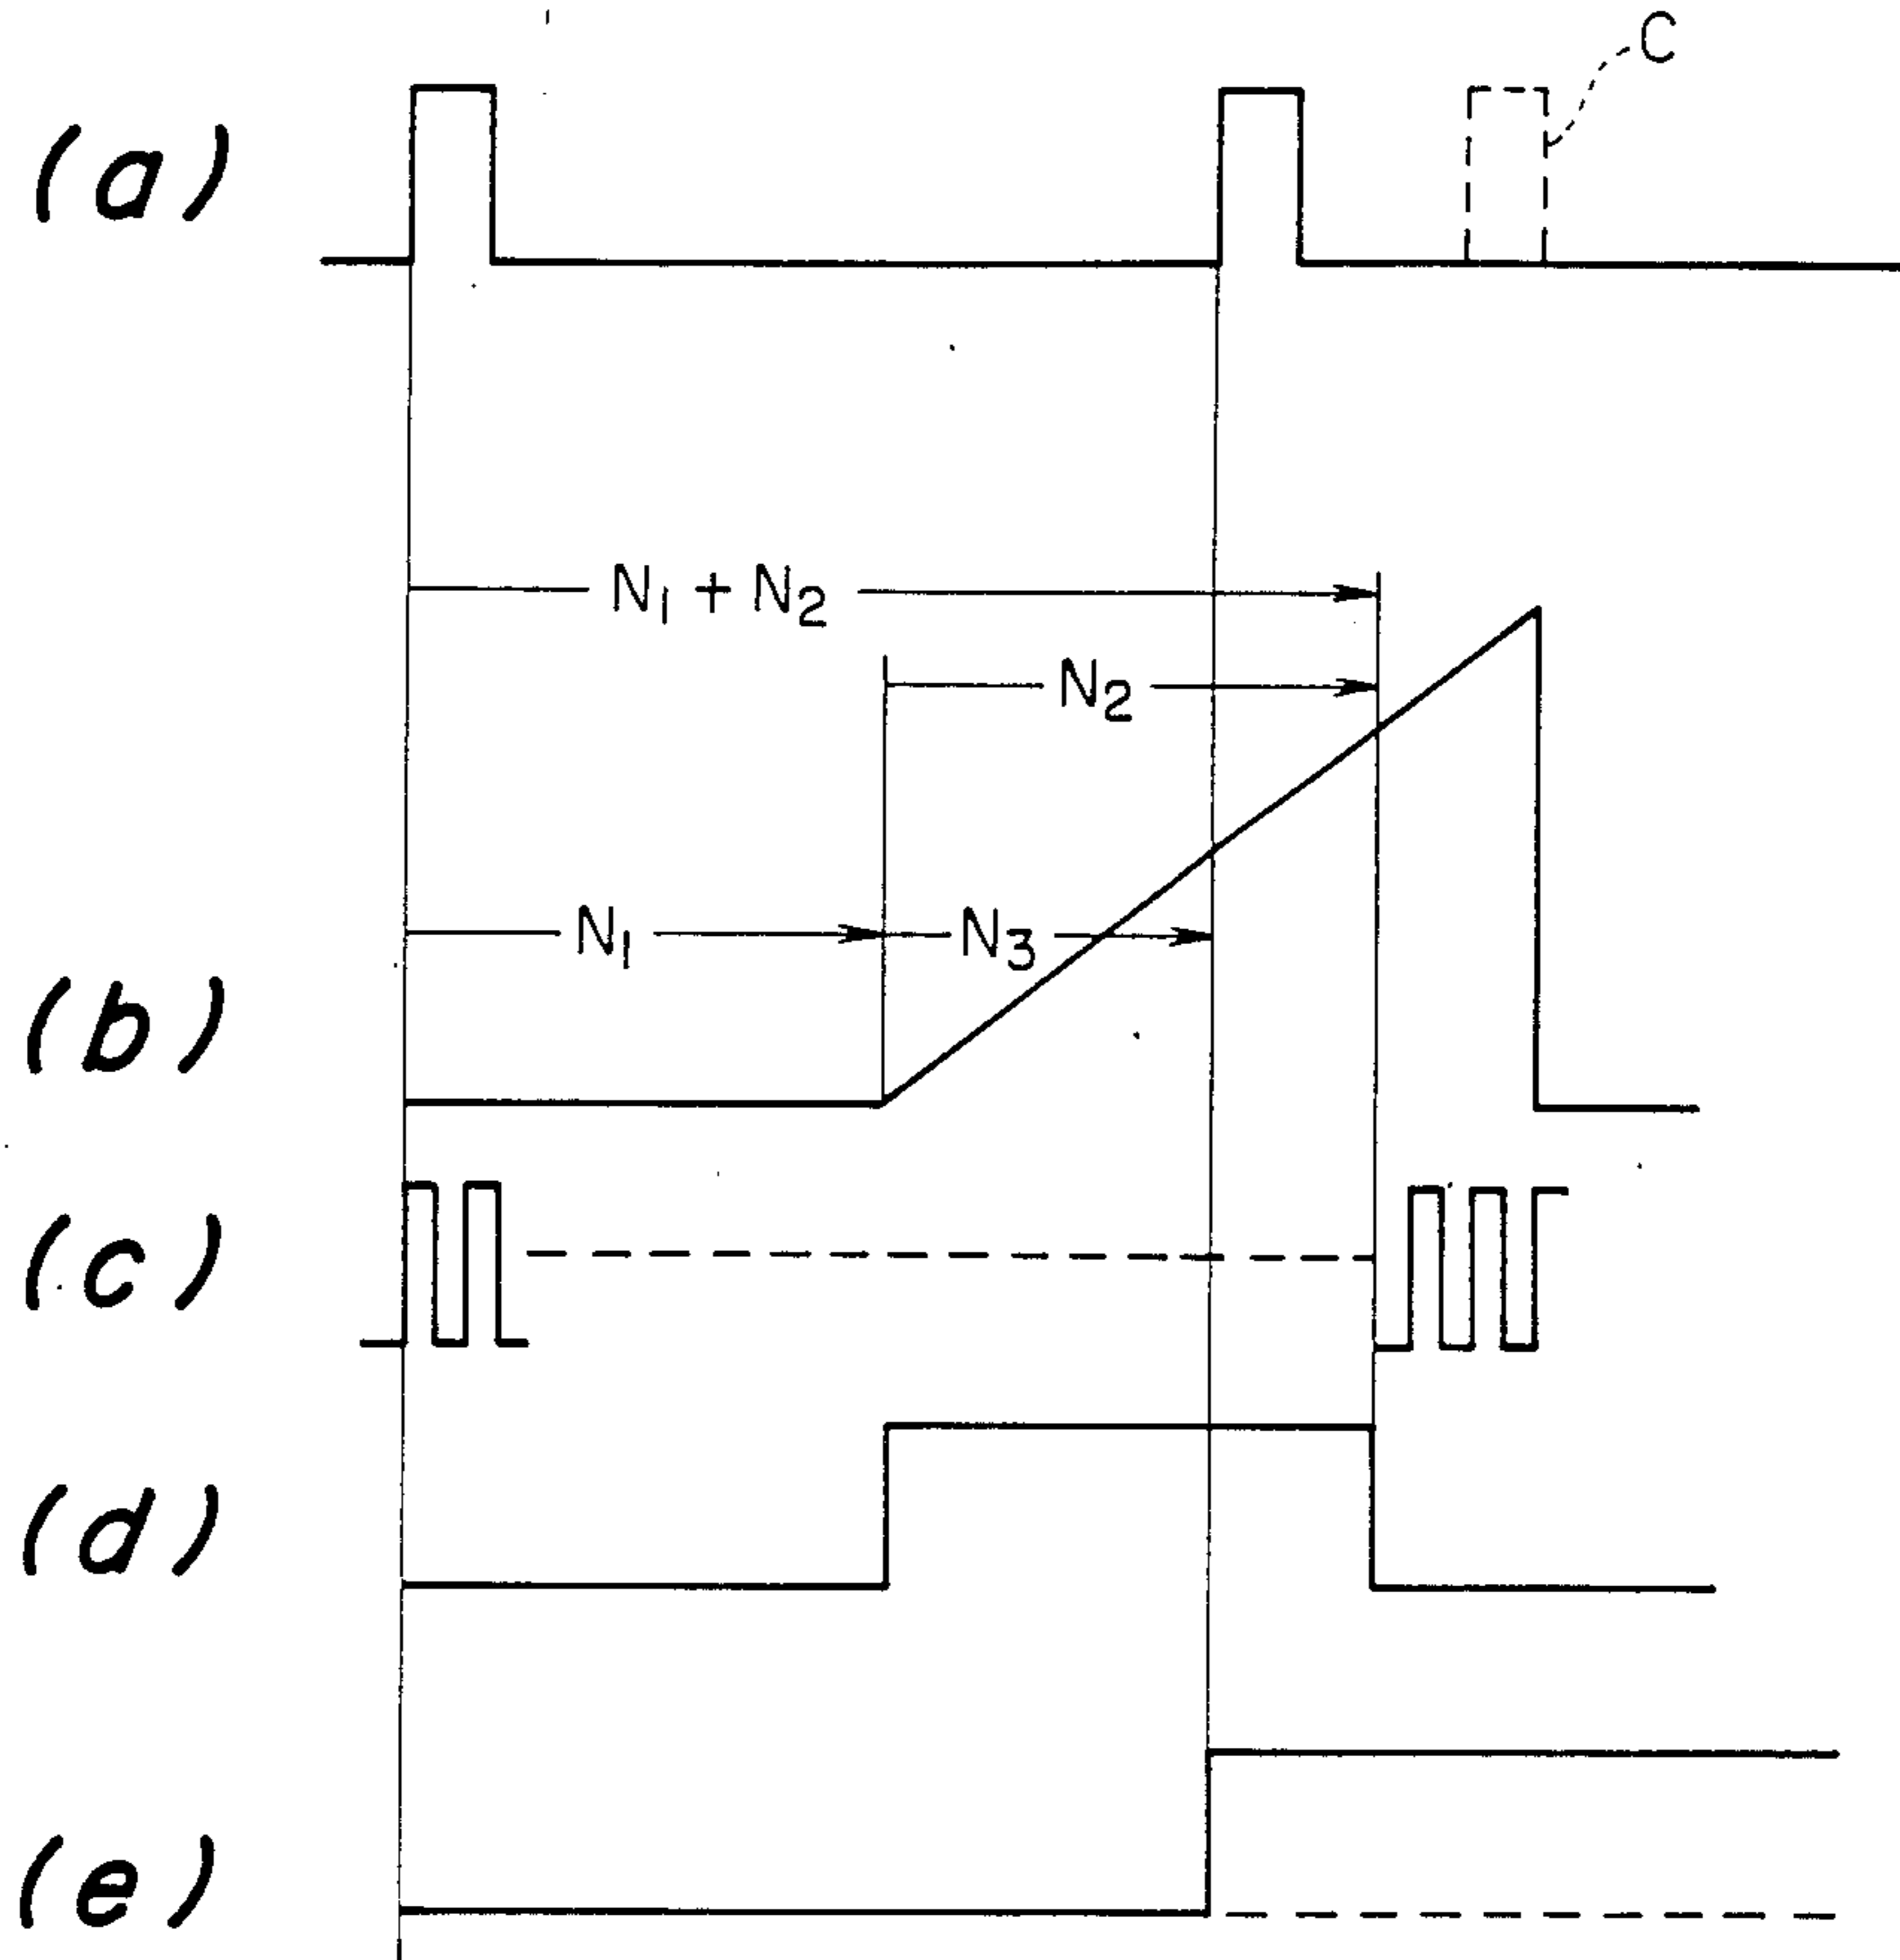 C
(a)
N₁ + N₂
N₂
N₁ N₃
(b)
(c)
(d)
(e)